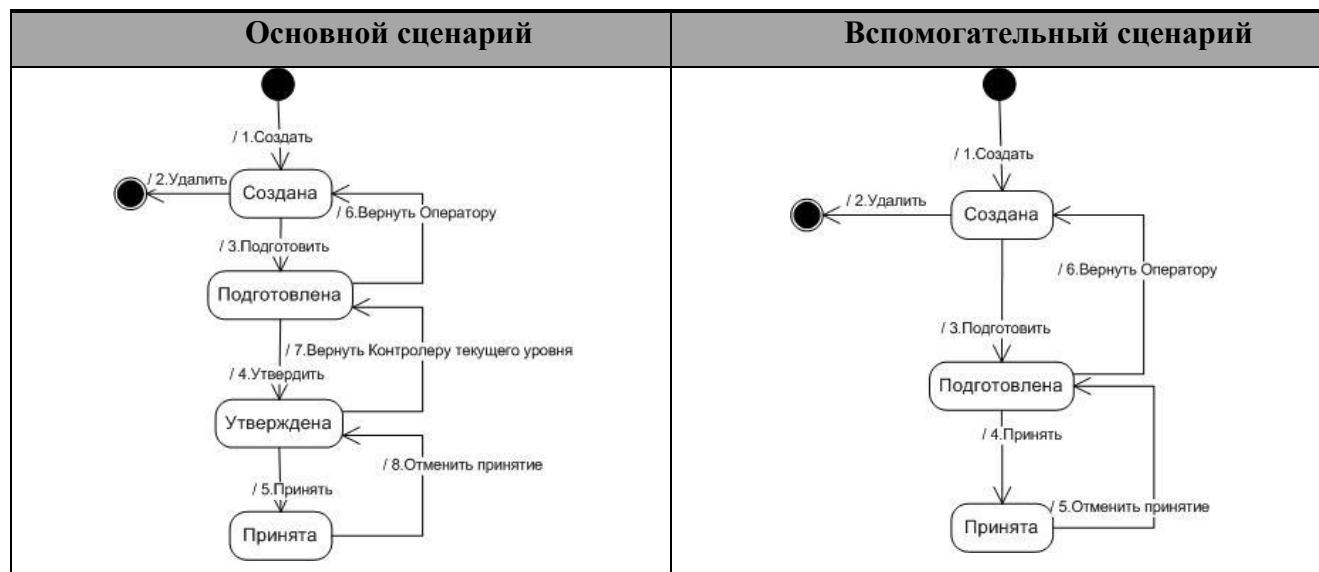 Основной сценарий
Вспомогательный сценарий
/ 1.Создать
/ 2.Удалить
Создана
/ 6.Вернуть Оператору
/ 3.Подготовить
Подготовлена
/ 7.Вернуть Контролеру текущего уровня
/ 4.Утвердить
Утверждена
/ 8.Отменить принятие
/ 5.Принять
Принята
/ 1.Создать
/ 2.Удалить
Создана
/ 6.Вернуть Оператору
/ 3.Подготовить
Подготовлена
/ 4.Принять
/ 5.Отменить принятие
Принята